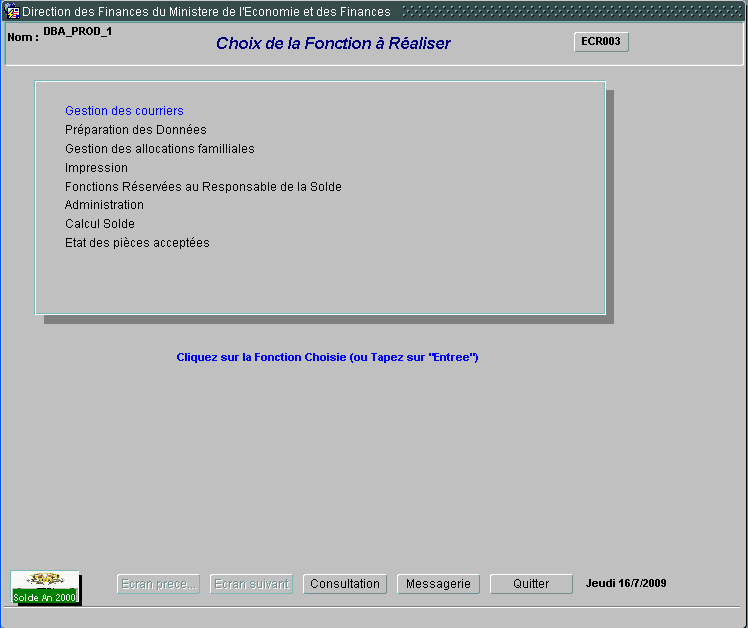 Direction des Finances du Ministere de l'Economie et des Finances
Nom : DBA_PROD_1
Choix de la Fonction à Réaliser
ECR003
Gestion des courriers
Préparation des Données
Gestion des allocations familliales
Impression
Fonctions Réservées au Responsable de la Solde
Administration
Calcul Solde
Etat des pièces acceptées
Cliquez sur la Fonction Choisie (ou Tapez sur "Entree")
Solde An 2000
Ecran prece...
Ecran suivant
Consultation
Messagerie
Quitter
Jeudi 16/7/2009